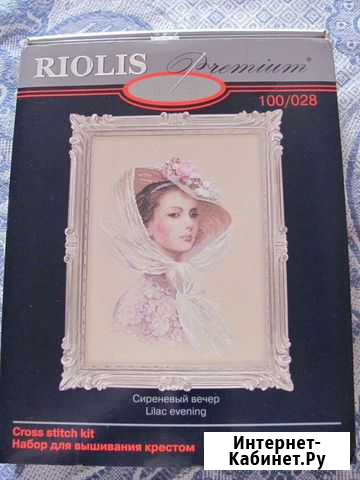 RIOLIS Premium®
100/028
Сиреневый вечер
Lilac evening
Cross stitch kit
Набор для вышивания крестом
Интернет-
Кабинет.Ру